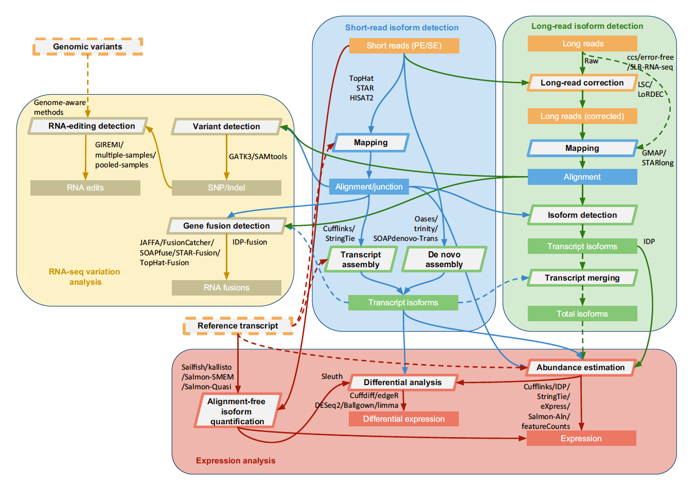 Short-read isoform detection
Long-read isoform detection
Genomic variants
Short reads (PE/SE)
Long reads
Raw
ccs/error-free
/SLR-RNA-seq
TopHat
STAR
HISAT2
Long-read correction
LSC/
LoRDEC
Genome-aware
methods
Long reads (corrected)
RNA-editing detection
Variant detection
Mapping
Mapping
GMAP/
STARlong
GIREMI/
multiple-samples/
pooled-samples
GATK3/SAMtools
RNA edits
SNP/Indel
Alignment/junction
Alignment
Gene fusion detection
Cufflinks/
StringTie
Oases/
trinity/
SOAPdenovo-Trans
Isoform detection
JAFFA/FusionCatcher/
SOAPfuse/STAR-Fusion/
TopHat-Fusion
IDP-fusion
Transcript
assembly
De novo
assembly
Transcript isoforms
IDP
RNA-seq variation
analysis
RNA fusions
Transcript merging
Transcript isoforms
Total isoforms
Reference transcript
Sailfish/kallisto
/Salmon-SMEM
/Salmon-Quasi
Sleuth
Abundance estimation
Differential analysis
Cuffdiff/edgeR
DESeq2/Ballgown/limma
Cufflinks/IDP/
StringTie/
eXpress/
Salmon-Aln/
featureCounts
Alignment-free
isoform
quantification
Differential expression
Expression
Expression analysis